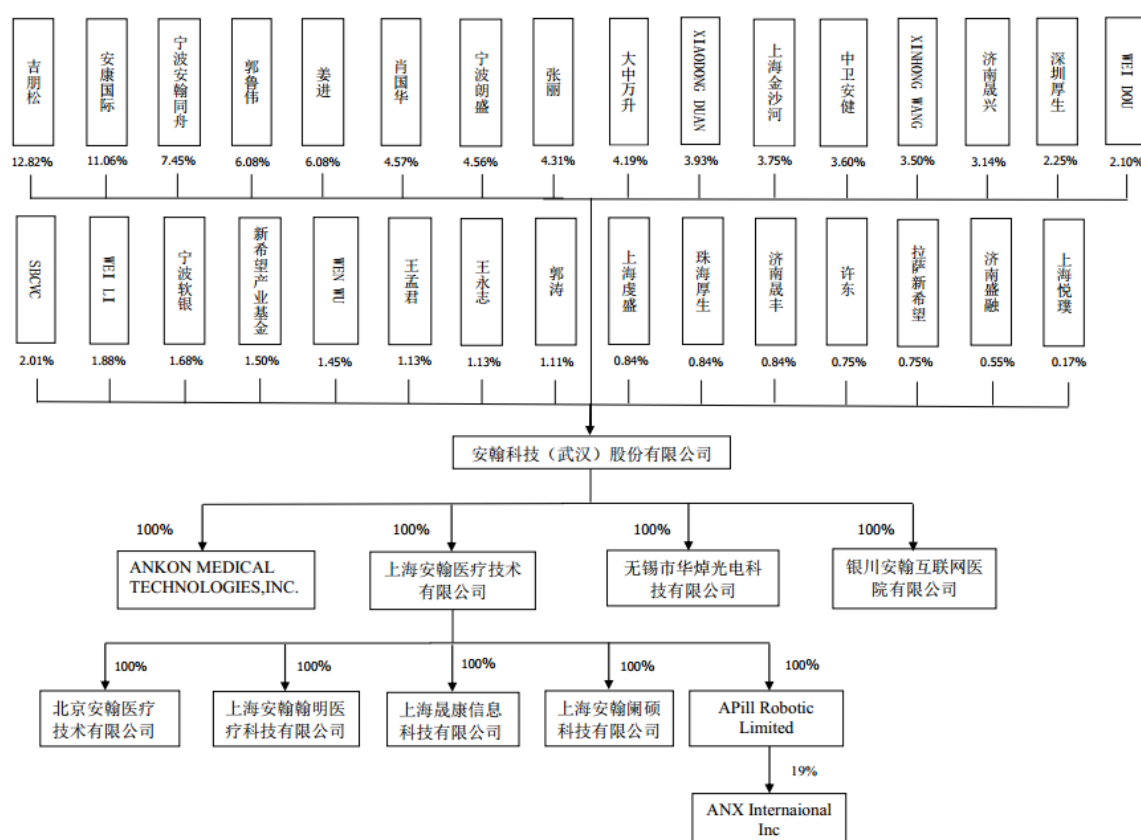 吉朋松
安康国际
宁波安翰同舟
郭鲁伟
姜进
肖国华
宁波朗盛
张丽
大中万升
XIAODONG DUAN
上海金沙河
中卫安健
XINHONG WANG
济南晟兴
深圳厚生
WEI DOU
12.82%
11.06%
7.45%
6.08%
6.08%
4.57%
4.56%
4.31%
4.19%
3.93%
3.75%
3.60%
3.50%
3.14%
2.25%
2.10%
SBCVC
WEI LI
宁波软银
新希望产业基金
WEN WU
王孟君
王永志
郭涛
上海虔盛
珠海厚生
济南晟丰
许东
拉萨新希望
济南盛融
上海悦璞
2.01%
1.88%
1.68%
1.50%
1.45%
1.13%
1.13%
1.11%
0.84%
0.84%
0.84%
0.75%
0.75%
0.55%
0.17%
安翰科技（武汉）股份有限公司
100%
100%
100%
100%
ANKON MEDICAL
TECHNOLOGIES,INC.
上海安翰医疗技术
有限公司
无锡市华焯光电科
技有限公司
银川安翰互联网医
院有限公司
100%
100%
100%
100%
100%
北京安翰医疗
技术有限公司
上海安翰翰明医
疗科技有限公司
上海晟康信息
科技有限公司
上海安翰阑硕
科技有限公司
APill Robotic
Limited
19%
ANX Internaional
Inc